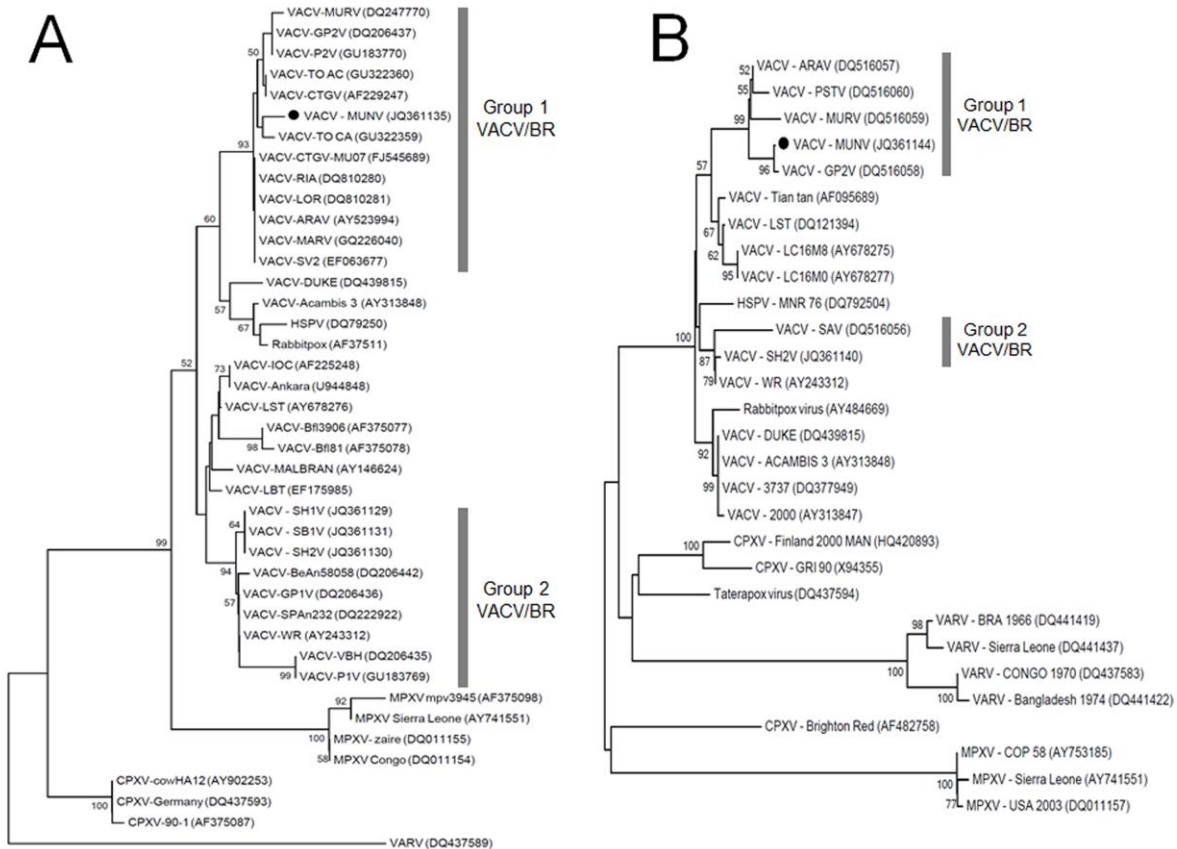 A
VACV-MURV (DQ247770)
50
VACV-GP2V (DQ206437)
VACV-P2V (GU183770)
VACV-TO AC (GU322360)
VACV-CTGV (AF229247)
VACV - MUNV (JQ361135)
VACV-TO CA (GU322359)
93
VACV-CTGV-MU07 (FJ545689)
VACV-RIA (DQ810280)
VACV-LOR (DQ810281)
VACV-ARAV (AY523994)
VACV-MARV (GQ226040)
VACV-SV2 (EF063677)
Group 1
VACV/BR
60
VACV-DUKE (DQ439815)
57
VACV-Acambis 3 (AY313848)
67
HSPV (DQ79250)
Rabbitpox (AF37511)
52
73
VACV-IOC (AF225248)
VACV-Ankara (U944848)
VACV-LST (AY678276)
VACV-Bfl3906 (AF375077)
98
VACV-Bfl81 (AF375078)
VACV-MALBRAN (AY146624)
VACV-LBT (EF175985)
VACV - SH1V (JQ361129)
64
VACV - SB1V (JQ361131)
VACV - SH2V (JQ361130)
94
VACV-BeAn58058 (DQ206442)
57
VACV-GP1V (DQ206436)
VACV-SPAn232 (DQ222922)
VACV-WR (AY243312)
VACV-VBH (DQ206435)
99
VACV-P1V (GU183769)
Group 2
VACV/BR
99
MPXV mpv3945 (AF375098)
92
MPXV Sierra Leone (AY741551)
100
MPXV- zaire (DQ011155)
58
MPXV Congo (DQ011154)
CPXV-cowHA12 (AY902253)
CPXV-Germany (DQ437593)
100
CPXV-90-1 (AF375087)
VARV (DQ437589)
B
52
VACV - ARAV (DQ516057)
55
VACV - PSTV (DQ516060)
99
VACV - MURV (DQ516059)
VACV - MUNV (JQ361144)
96
VACV - GP2V (DQ516058)
Group 1
VACV/BR
57
VACV - Tian tan (AF095689)
67
VACV - LST (DQ121394)
62
VACV - LC16M8 (AY678275)
95
VACV - LC16M0 (AY678277)
HSPV - MNR 76 (DQ792504)
100
VACV - SAV (DQ516056)
87
VACV - SH2V (JQ361140)
79
VACV - WR (AY243312)
Group 2
VACV/BR
Rabbitpox virus (AY484669)
VACV - DUKE (DQ439815)
92
VACV - ACAMBIS 3 (AY313848)
99
VACV - 3737 (DQ377949)
VACV - 2000 (AY313847)
100
CPXV - Finland 2000 MAN (HQ420893)
CPXV - GRI 90 (X94355)
Taterapox virus (DQ437594)
98
VARV - BRA 1966 (DQ441419)
VARV - Sierra Leone (DQ441437)
100
VARV - CONGO 1970 (DQ437583)
100
VARV - Bangladesh 1974 (DQ441422)
CPXV - Brighton Red (AF482758)
MPXV - COP 58 (AY753185)
100
MPXV - Sierra Leone (AY741551)
77
MPXV - USA 2003 (DQ011157)